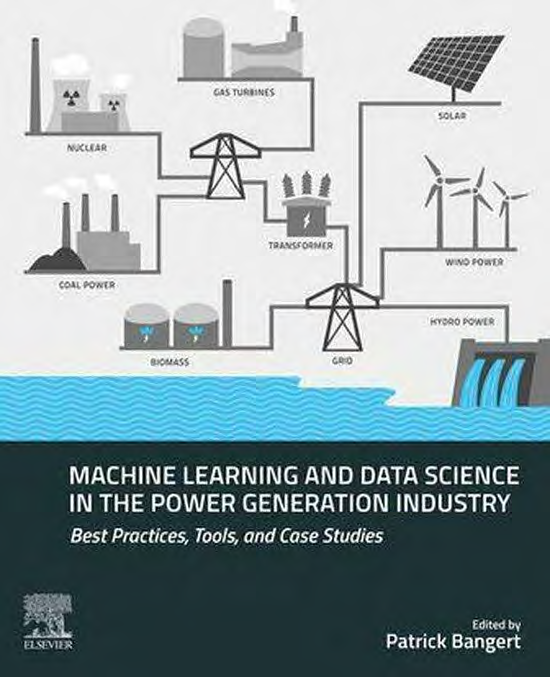 GAS TURBINES
SOLAR
NUCLEAR
TRANSFORMER
WIND POWER
COAL POWER
HYDRO POWER
BIOMASS
GRID
MACHINE LEARNING AND DATA SCIENCE
IN THE POWER GENERATION INDUSTRY
Best Practices, Tools, and Case Studies
Edited by
Patrick Bangert
ELSEVIER